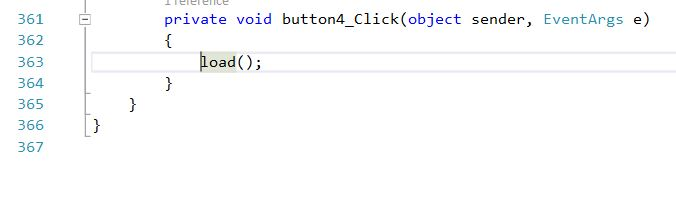 1 reference
361 private void button4_Click(object sender, EventArgs e)
362 {
363 load();
364 }
365 }
366 }
367